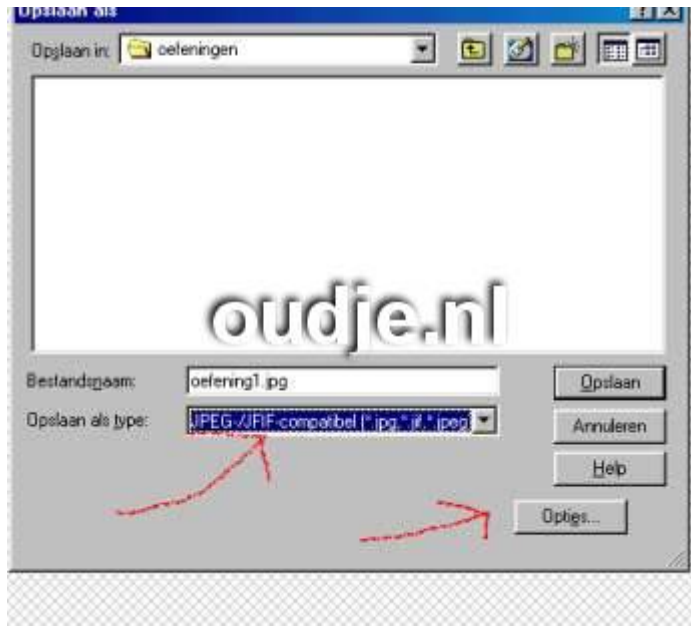 Opslaan als
Opslaan in: oefeningen
oudje.nl
Bestandsnaam: oefening1.jpg Opslaan
Opslaan als type: JPEG-/JFIF-compatibel (*.jpg,*.jif,*.jpeg) Annuleren
Help
Opties...